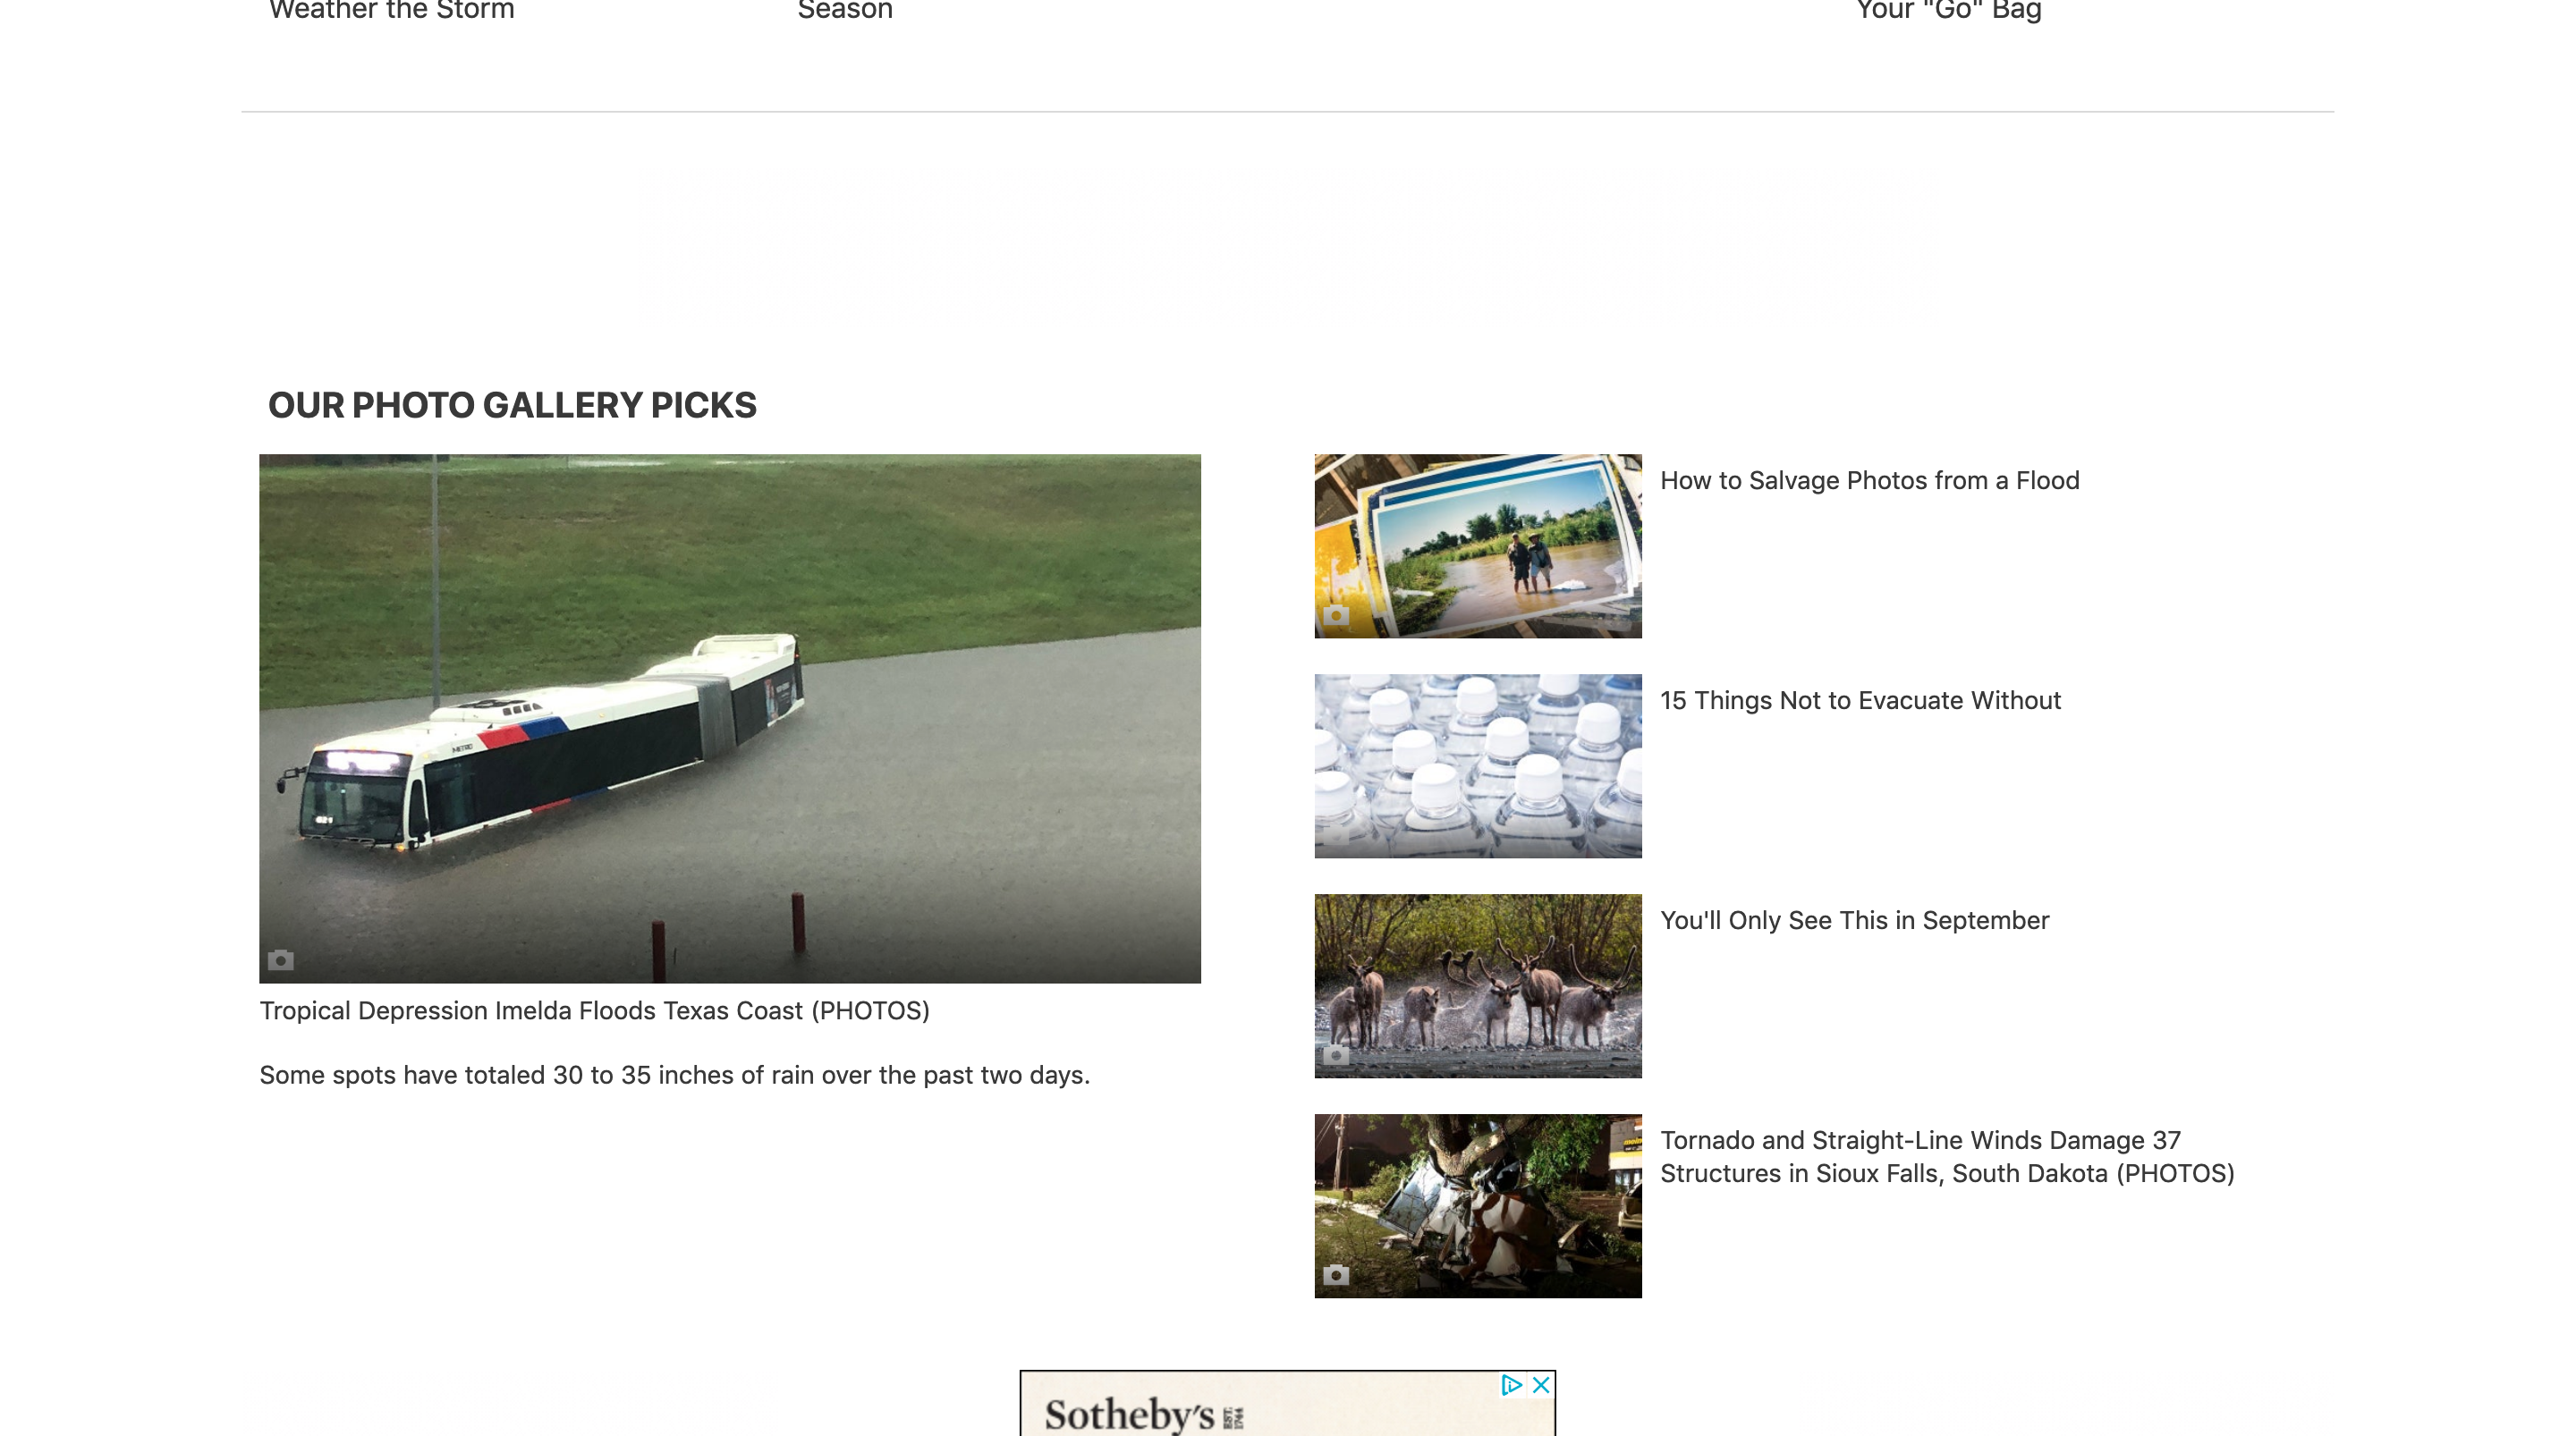 Weather the Storm
Season
Your "Go" Bag
OUR PHOTO GALLERY PICKS
METRO
Tropical Depression Imelda Floods Texas Coast (PHOTOS)
Some spots have totaled 30 to 35 inches of rain over the past two days.
How to Salvage Photos from a Flood
15 Things Not to Evacuate Without
You'll Only See This in September
Tornado and Straight-Line Winds Damage 37
Structures in Sioux Falls, South Dakota (PHOTOS)
Sotheby's EST. 1744